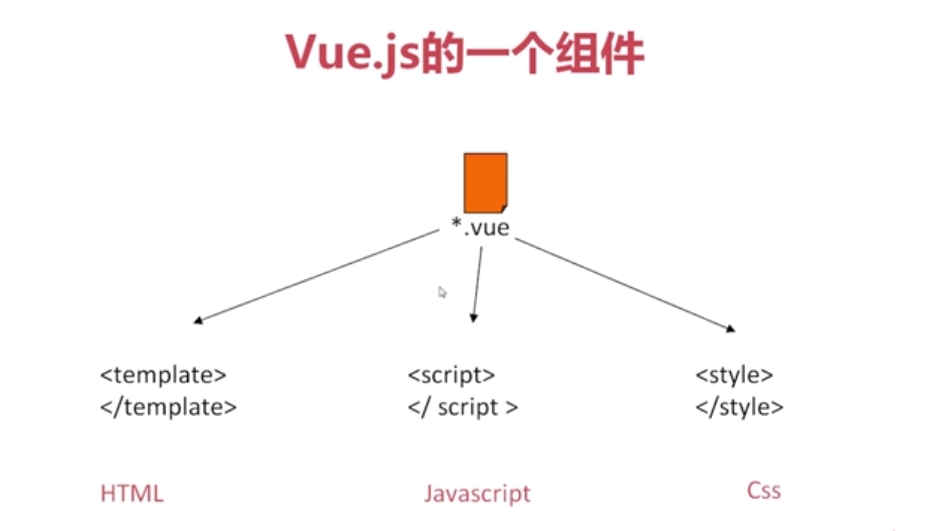 Vue.js的一个组件
*.vue
<template>
</template>
<script>
</ script >
<style>
</style>
HTML
Javascript
Css